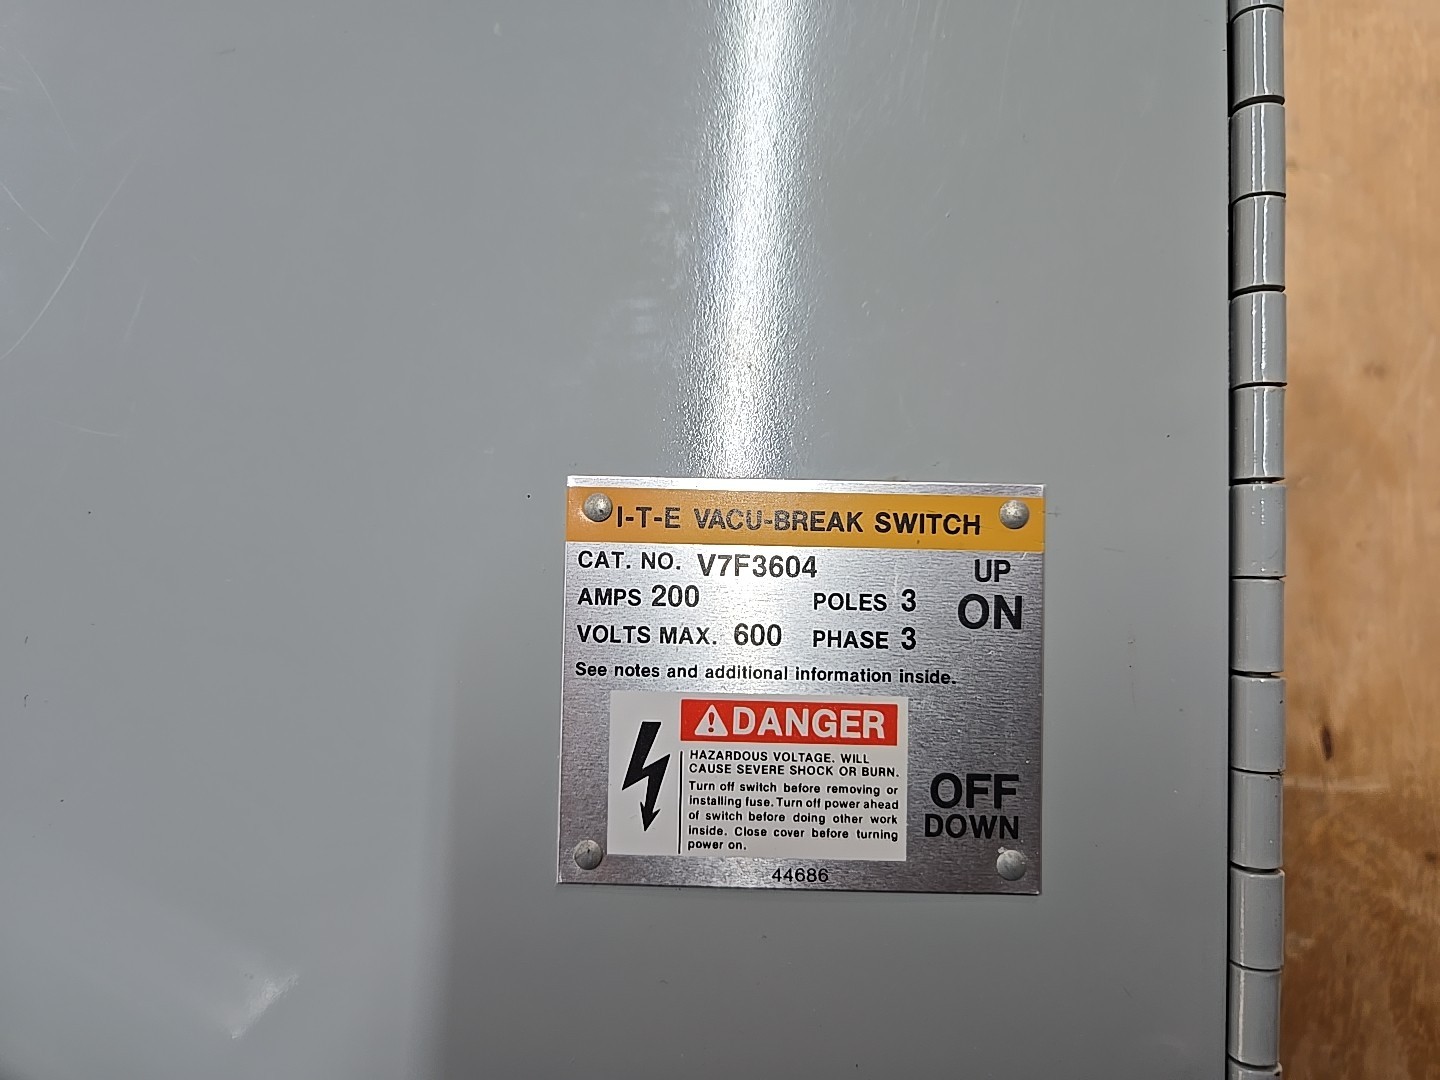 I-T-E VACU-BREAK SWITCH
CAT. NO. V7F3604 UP
AMPS 200 POLES 3 ON
VOLTS MAX. 600 PHASE 3
See notes and additional information inside.
DANGER
HAZARDOUS VOLTAGE. WILL
CAUSE SEVERE SHOCK OR BURN.
Turn off switch before removing or
installing fuse. Turn off power ahead
of switch before doing other work
inside. Close cover before turning
power on.
OFF
DOWN
44686